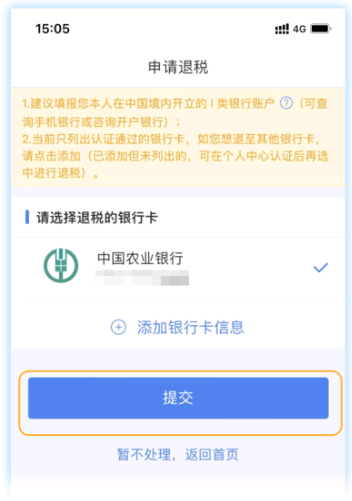 15:05
4G
申请退税
1.建议填报您本人在中国境内开立的 I 类银行账户 ?（可查
询手机银行或咨询开户银行）；
2.当前只列出认证通过的银行卡，如您想退至其他银行卡，
请点击添加（已添加但未列出的，可在个人中心认证后再选
中进行退税）。
请选择退税的银行卡
中国农业银行
添加银行卡信息
提交
暂不处理，返回首页